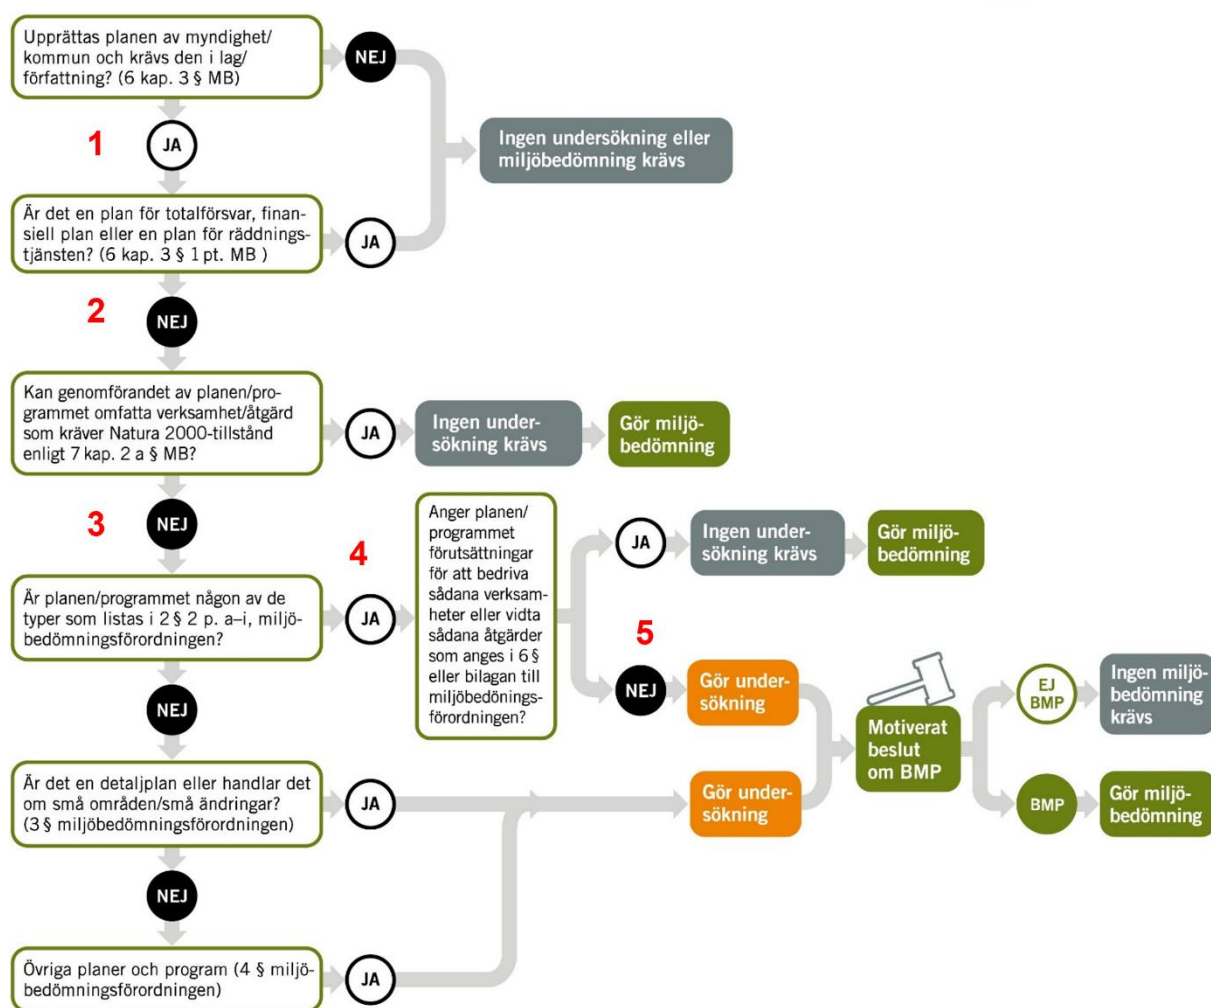 Upprättas planen av myndighet/
kommun och krävs den i lag/
författning? (6 kap. 3 § MB)
NEJ
1
JA
Ingen undersökning eller
miljöbedömning krävs
Är det en plan för totalförsvar, finan-
siell plan eller en plan för räddnings-
tjänsten? (6 kap. 3 § 1 pt. MB )
JA
2
NEJ
Kan genomförandet av planen/pro-
grammet omfatta verksamhet/åtgärd
som kräver Natura 2000-tillstånd
enligt 7 kap. 2 a § MB?
JA
Ingen under-
sökning krävs
Gör miljö-
bedömning
3
NEJ
4
Är planen/programmet någon av de
typer som listas i 2 § 2 p. a–i, miljö-
bedömningsförordningen?
JA
Anger planen/
programmet
förutsättningar
för att bedriva
sådana verksam-
heter eller vidta
sådana åtgärder
som anges i 6 §
eller bilagan till
miljöbedönings-
förordningen?
JA
Ingen under-
sökning krävs
Gör miljö-
bedömning
5
NEJ
Gör under-
sökning
Motiverat
beslut
om BMP
EJ
BMP
Ingen miljö-
bedömning
krävs
BMP
Gör miljö-
bedömning
NEJ
Är det en detaljplan eller handlar det
om små områden/små ändringar?
(3 § miljöbedömningsförordningen)
JA
Gör under-
sökning
NEJ
Övriga planer och program (4 § miljö-
bedömningsförordningen)
JA